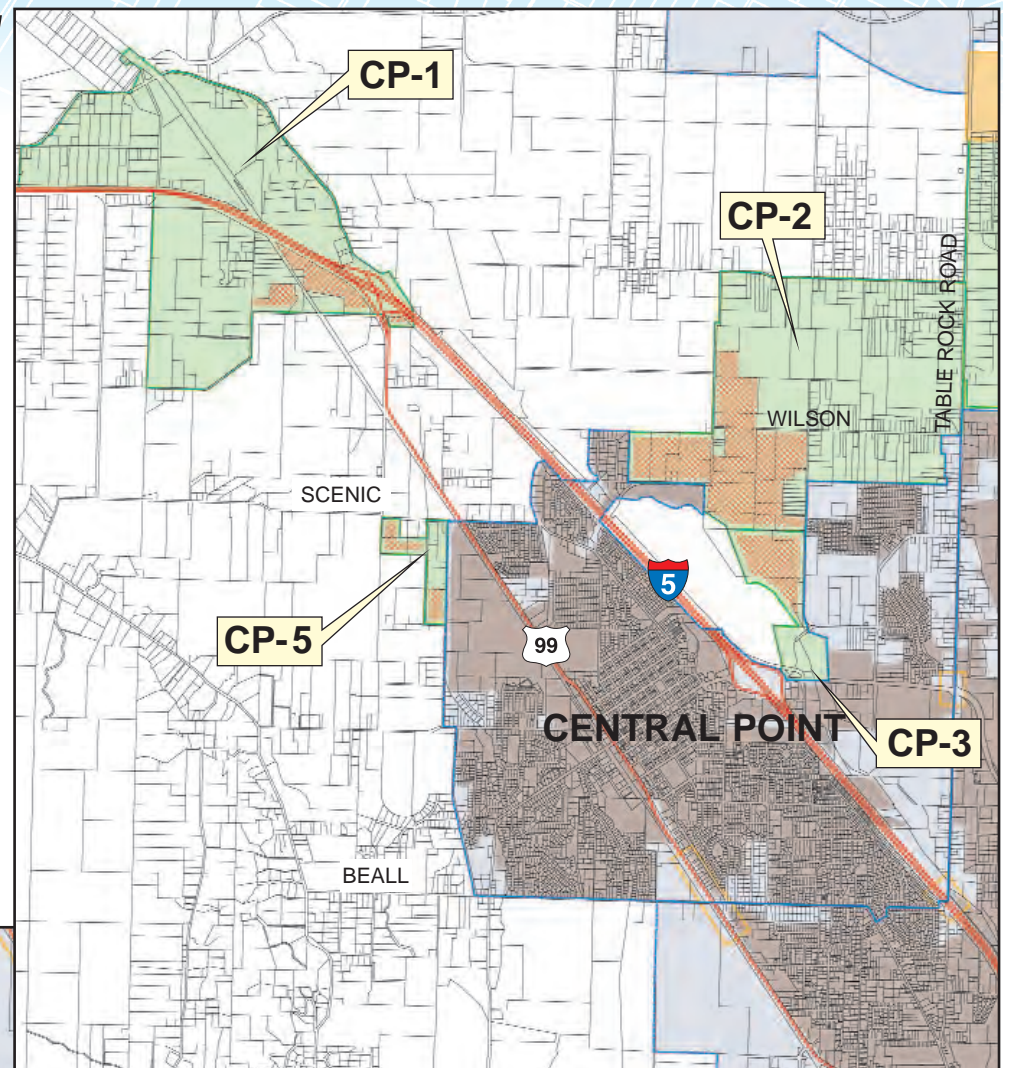 CP-1
CP-2
TABLE ROCK ROAD
WILSON
SCENIC
5
CP-5
99
CENTRAL POINT
CP-3
BEALL